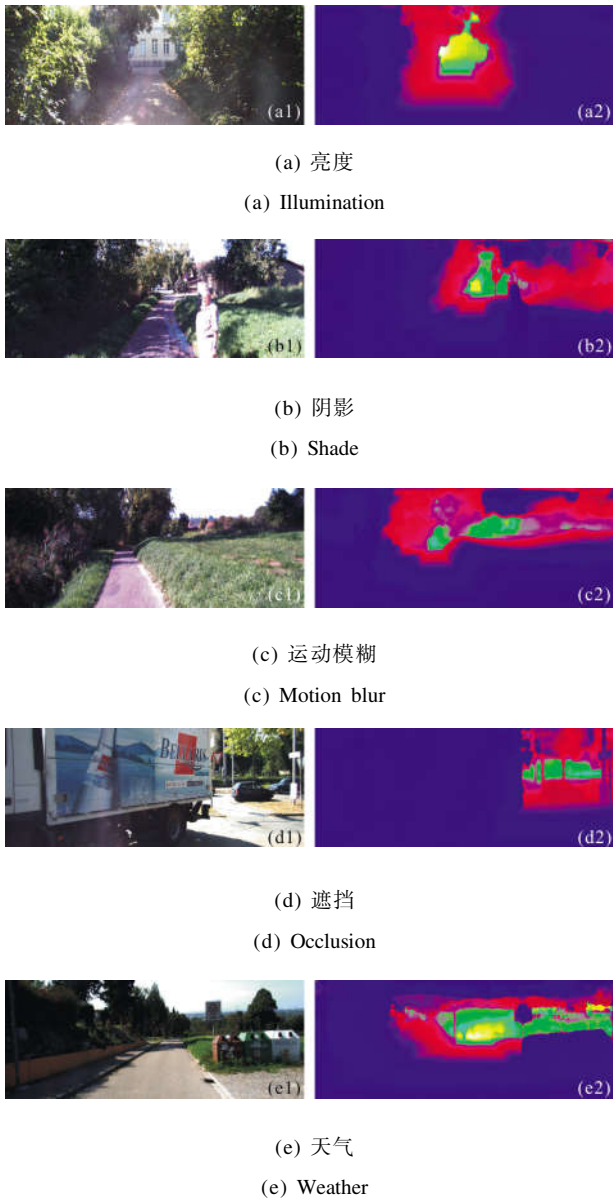 (a1)
(a2)
(a) 亮度
(a) Illumination
(b1)
(b2)
(b) 阴影
(b) Shade
(c1)
(c2)
(c) 运动模糊
(c) Motion blur
(d1)
(d2)
(d) 遮挡
(d) Occlusion
(e1)
(e2)
(e) 天气
(e) Weather